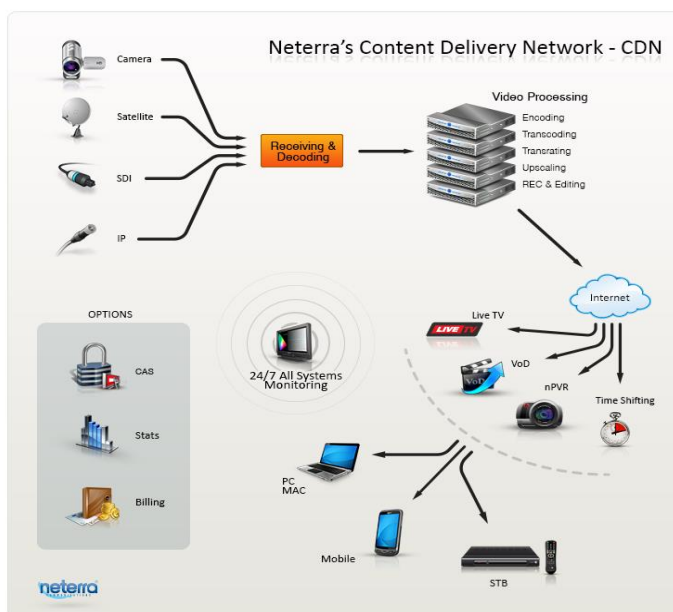 Neterra's Content Delivery Network - CDN
Camera
Satellite
SDI
IP
Receiving &
Decoding
Video Processing
Encoding
Transcoding
Transrating
Upscaling
REC & Editing
Internet
Live TV
LIVE TV
VoD
VoD
nPVR
Time Shifting
24/7 All Systems
Monitoring
OPTIONS
CAS
Stats
Billing
PC
MAC
Mobile
STB
neterra